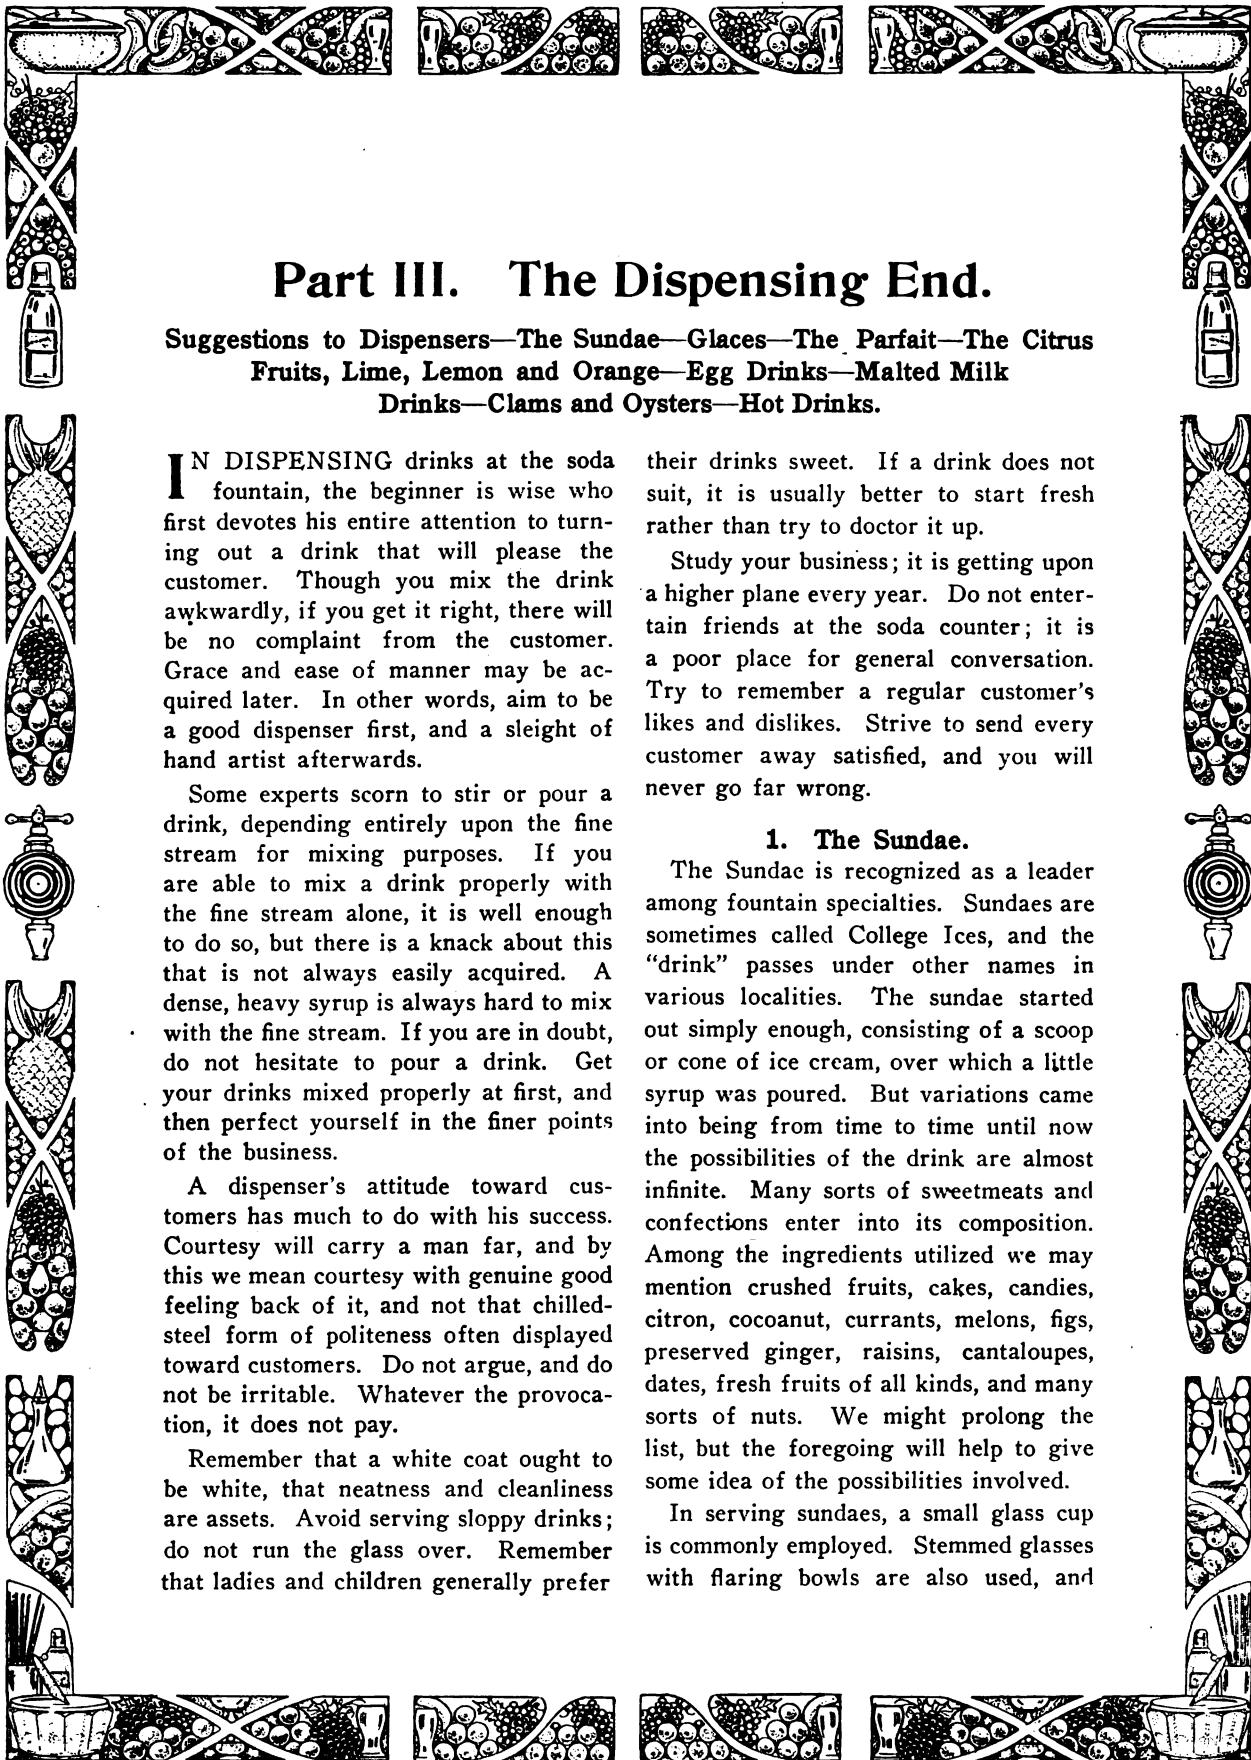 Part III. The Dispensing End.
Suggestions to Dispensers—The Sundae—Glaces—The Parfait—The Citrus
Fruits, Lime, Lemon and Orange—Egg Drinks—Malted Milk
Drinks—Clams and Oysters—Hot Drinks.
IN DISPENSING drinks at the soda
fountain, the beginner is wise who
first devotes his entire attention to turn-
ing out a drink that will please the
customer. Though you mix the drink
awkwardly, if you get it right, there will
be no complaint from the customer.
Grace and ease of manner may be ac-
quired later. In other words, aim to be
a good dispenser first, and a sleight of
hand artist afterwards.
Some experts scorn to stir or pour a
drink, depending entirely upon the fine
stream for mixing purposes. If you
are able to mix a drink properly with
the fine stream alone, it is well enough
to do so, but there is a knack about this
that is not always easily acquired. A
dense, heavy syrup is always hard to mix
with the fine stream. If you are in doubt,
do not hesitate to pour a drink. Get
your drinks mixed properly at first, and
then perfect yourself in the finer points
of the business.
A dispenser's attitude toward cus-
tomers has much to do with his success.
Courtesy will carry a man far, and by
this we mean courtesy with genuine good
feeling back of it, and not that chilled-
steel form of politeness often displayed
toward customers. Do not argue, and do
not be irritable. Whatever the provoca-
tion, it does not pay.
Remember that a white coat ought to
be white, that neatness and cleanliness
are assets. Avoid serving sloppy drinks;
do not run the glass over. Remember
that ladies and children generally prefer
their drinks sweet. If a drink does not
suit, it is usually better to start fresh
rather than try to doctor it up.
Study your business; it is getting upon
a higher plane every year. Do not enter-
tain friends at the soda counter; it is
a poor place for general conversation.
Try to remember a regular customer's
likes and dislikes. Strive to send every
customer away satisfied, and you will
never go far wrong.
1. The Sundae.
The Sundae is recognized as a leader
among fountain specialties. Sundaes are
sometimes called College Ices, and the
“drink” passes under other names in
various localities. The sundae started
out simply enough, consisting of a scoop
or cone of ice cream, over which a little
syrup was poured. But variations came
into being from time to time until now
the possibilities of the drink are almost
infinite. Many sorts of sweetmeats and
confections enter into its composition.
Among the ingredients utilized we may
mention crushed fruits, cakes, candies,
citron, cocoanut, currants, melons, figs,
preserved ginger, raisins, cantaloupes,
dates, fresh fruits of all kinds, and many
sorts of nuts. We might prolong the
list, but the foregoing will help to give
some idea of the possibilities involved.
In serving sundaes, a small glass cup
is commonly employed. Stemmed glasses
with flaring bowls are also used, and